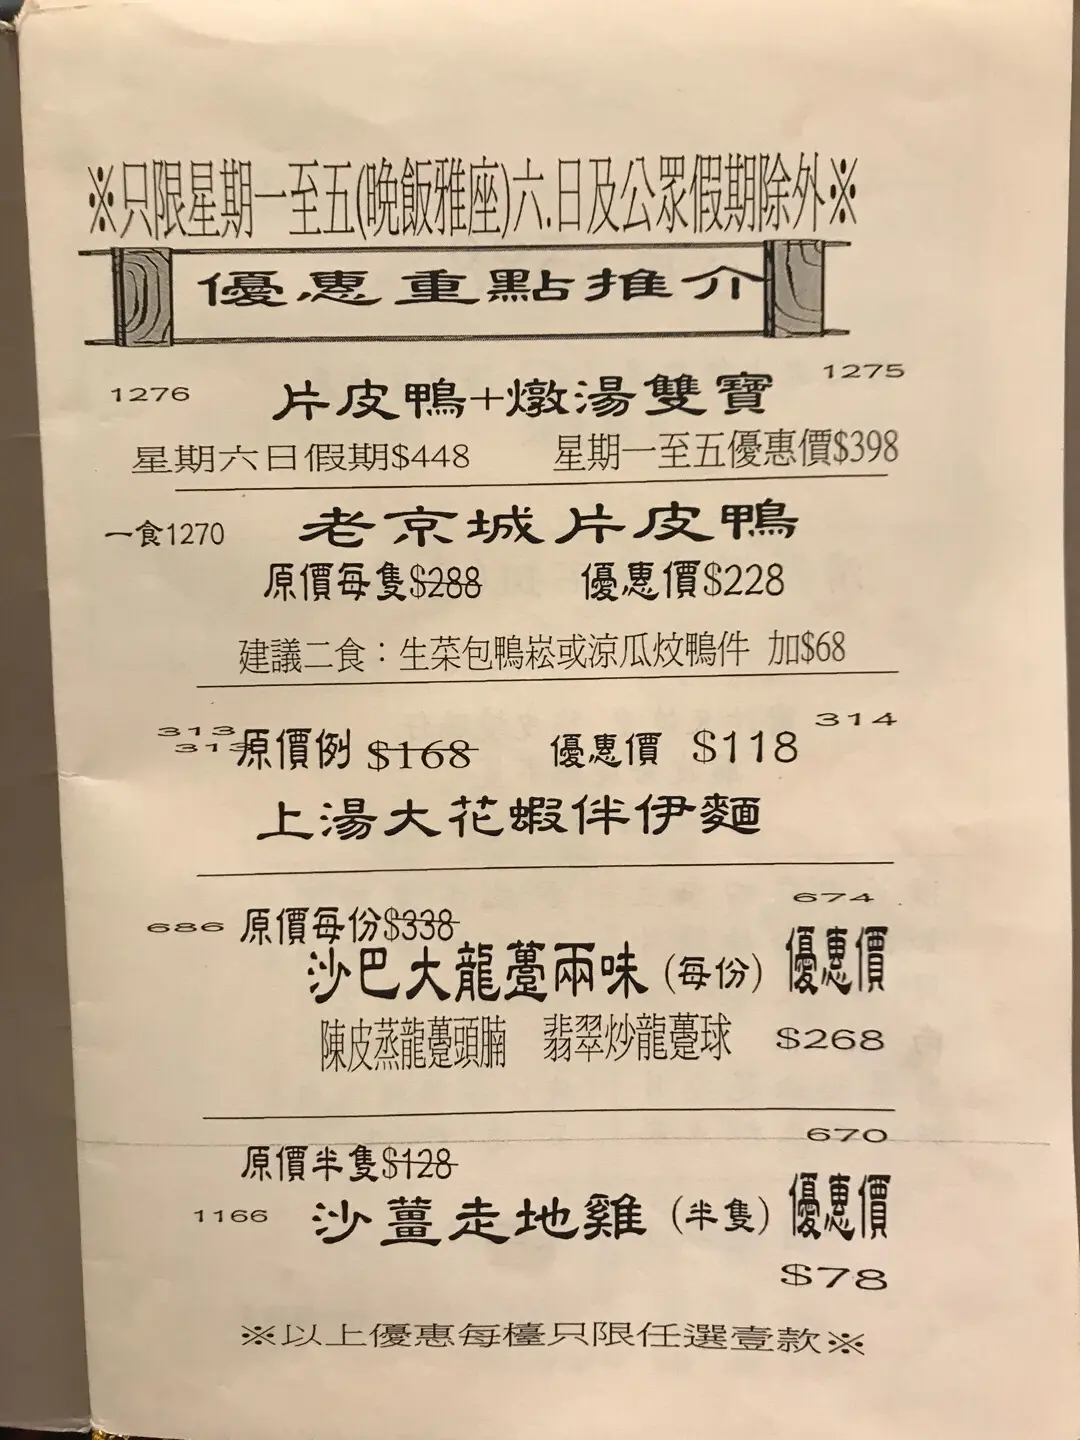 ※只限星期一至五(晚飯雅座)六.日及公眾假期除外※
優惠重點推介
1276 片皮鴨+燉湯雙寶 1275
星期六日假期$448 星期一至五優惠價$398
一食1270 老京城片皮鴨
原價每隻$288 優惠價$228
建議二食：生菜包鴨崧或涼瓜炆鴨件 加$68
313 314
313 原價例 $168 優惠價 $118
上湯大花蝦伴伊麵
674
686 原價每份$338
沙巴大龍躉兩味 (每份) 優惠價
陳皮蒸龍躉頭腩 翡翠炒龍躉球 $268
670
原價半隻$128
1166 沙薑走地雞 (半隻) 優惠價
$78
※以上優惠每檯只限任選壹款※